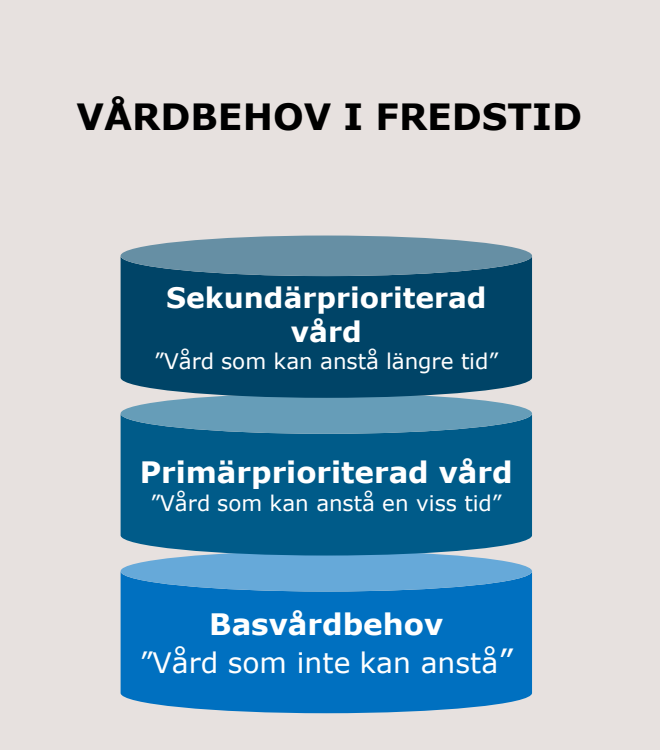 VÅRDBEHOV I FREDSTID
Sekundärprioriterad
vård
”Vård som kan anstå längre tid”
Primärprioriterad vård
”Vård som kan anstå en viss tid”
Basvårdbehov
”Vård som inte kan anstå”